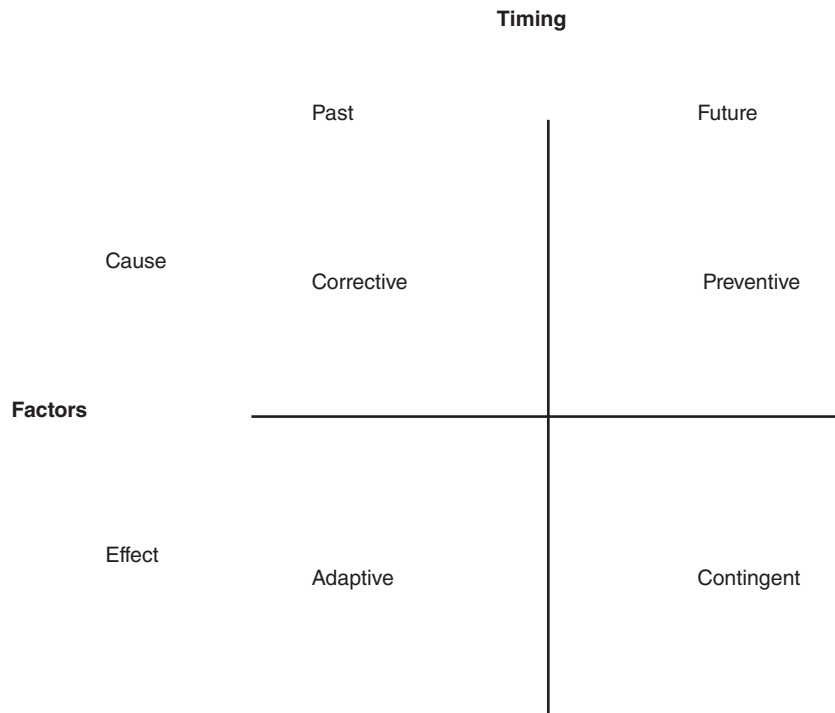 Timing
Past
Future
Cause
Corrective
Preventive
Factors
Effect
Adaptive
Contingent